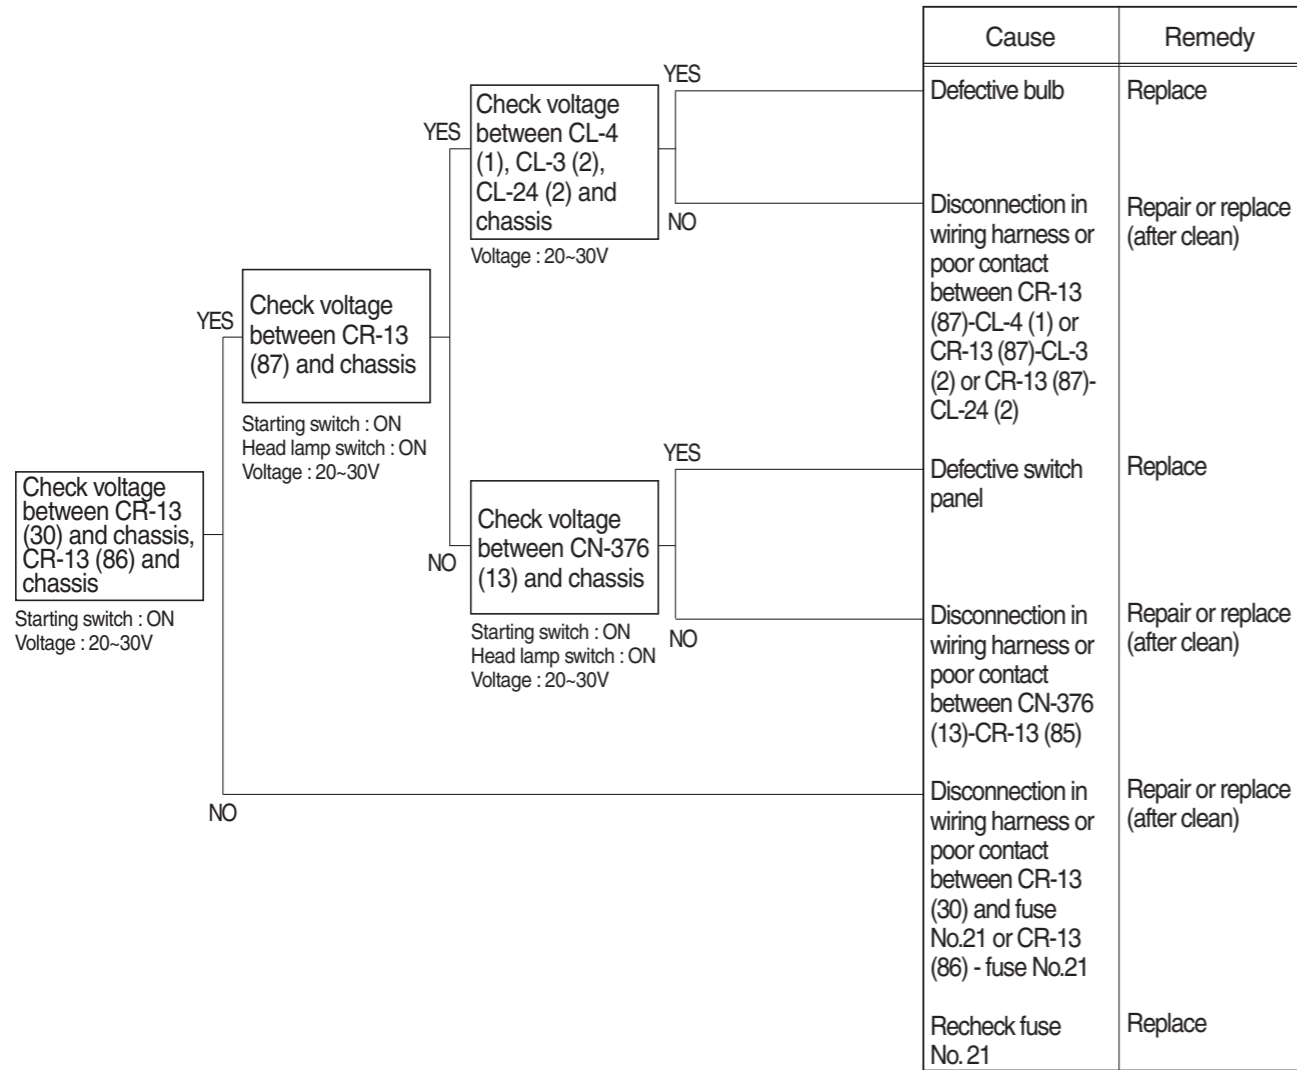 Cause
Remedy
YES
Check voltage
between CL-4
(1), CL-3 (2),
CL-24 (2) and
chassis
YES
Defective bulb
Replace
NO
Voltage : 20~30V
Disconnection in
wiring harness or
poor contact
between CR-13
(87)-CL-4 (1) or
CR-13 (87)-CL-3
(2) or CR-13 (87)-
CL-24 (2)
Repair or replace
(after clean)
YES
Check voltage
between CR-13
(87) and chassis
Starting switch : ON
Head lamp switch : ON
Voltage : 20~30V
YES
Defective switch
panel
Replace
Check voltage
between CR-13
(30) and chassis,
CR-13 (86) and
chassis
Starting switch : ON
Voltage : 20~30V
NO
Check voltage
between CN-376
(13) and chassis
Starting switch : ON
Head lamp switch : ON
Voltage : 20~30V
NO
Disconnection in
wiring harness or
poor contact
between CN-376
(13)-CR-13 (85)
Repair or replace
(after clean)
NO
Disconnection in
wiring harness or
poor contact
between CR-13
(30) and fuse
No.21 or CR-13
(86) - fuse No.21
Repair or replace
(after clean)
Recheck fuse
No. 21
Replace